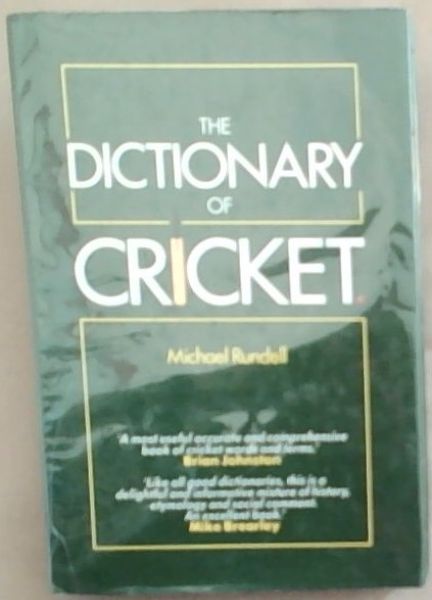 THE
DICTIONARY
OF
CRICKET.
Michael Rundell
'A most useful accurate and comprehensive
book of cricket words and terms.'
Brian Johnston
'Like all good dictionaries, this is a
delightful and informative mixture of history,
etymology and social comment.
An excellent book.'
Mike Brearley